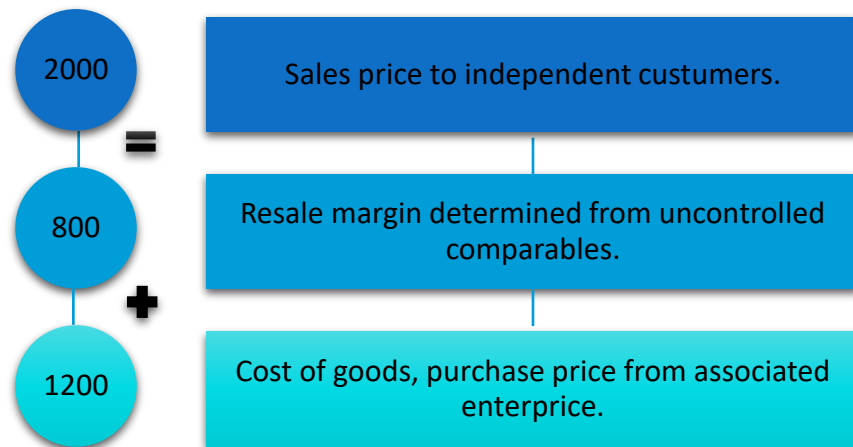 2000
Sales price to independent custumers.
=
800
Resale margin determined from uncontrolled
comparables.
+
1200
Cost of goods, purchase price from associated
enterprice.